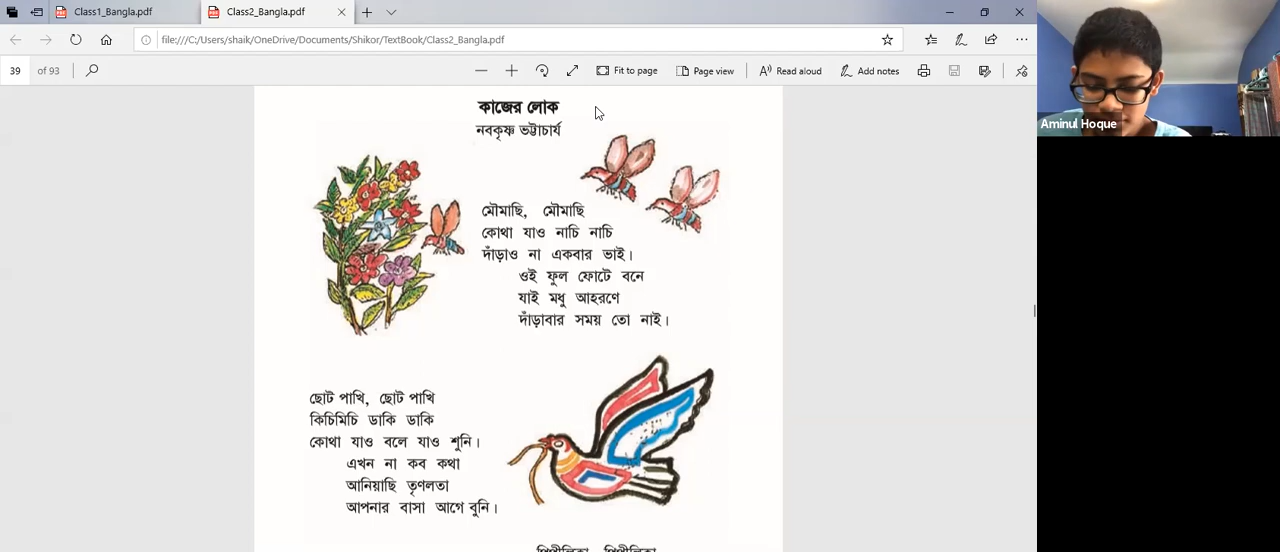 Class1_Bangla.pdf
Class2_Bangla.pdf
file:///C:/Users/shaik/OneDrive/Documents/Shikor/TextBook/Class2_Bangla.pdf
39 of 93
Fit to page
Page view
Read aloud
Add notes
Aminul Hoque
কাজের লোক
নবকৃষ্ণ ভট্টাচার্য
মৌমাছি, মৌমাছি
কোথা যাও নাচি নাচি
দাঁড়াও না একবার ভাই।
ওই ফুল ফোটে বনে
যাই মধু আহরণে
দাঁড়াবার সময় তো নাই।
ছোট পাখি, ছোট পাখি
কিচিমিচি ডাকি ডাকি
কোথা যাও বলে যাও শুনি।
এখন না কব কথা
আনিয়াছি তৃণলতা
আপনার বাসা আগে বুনি।